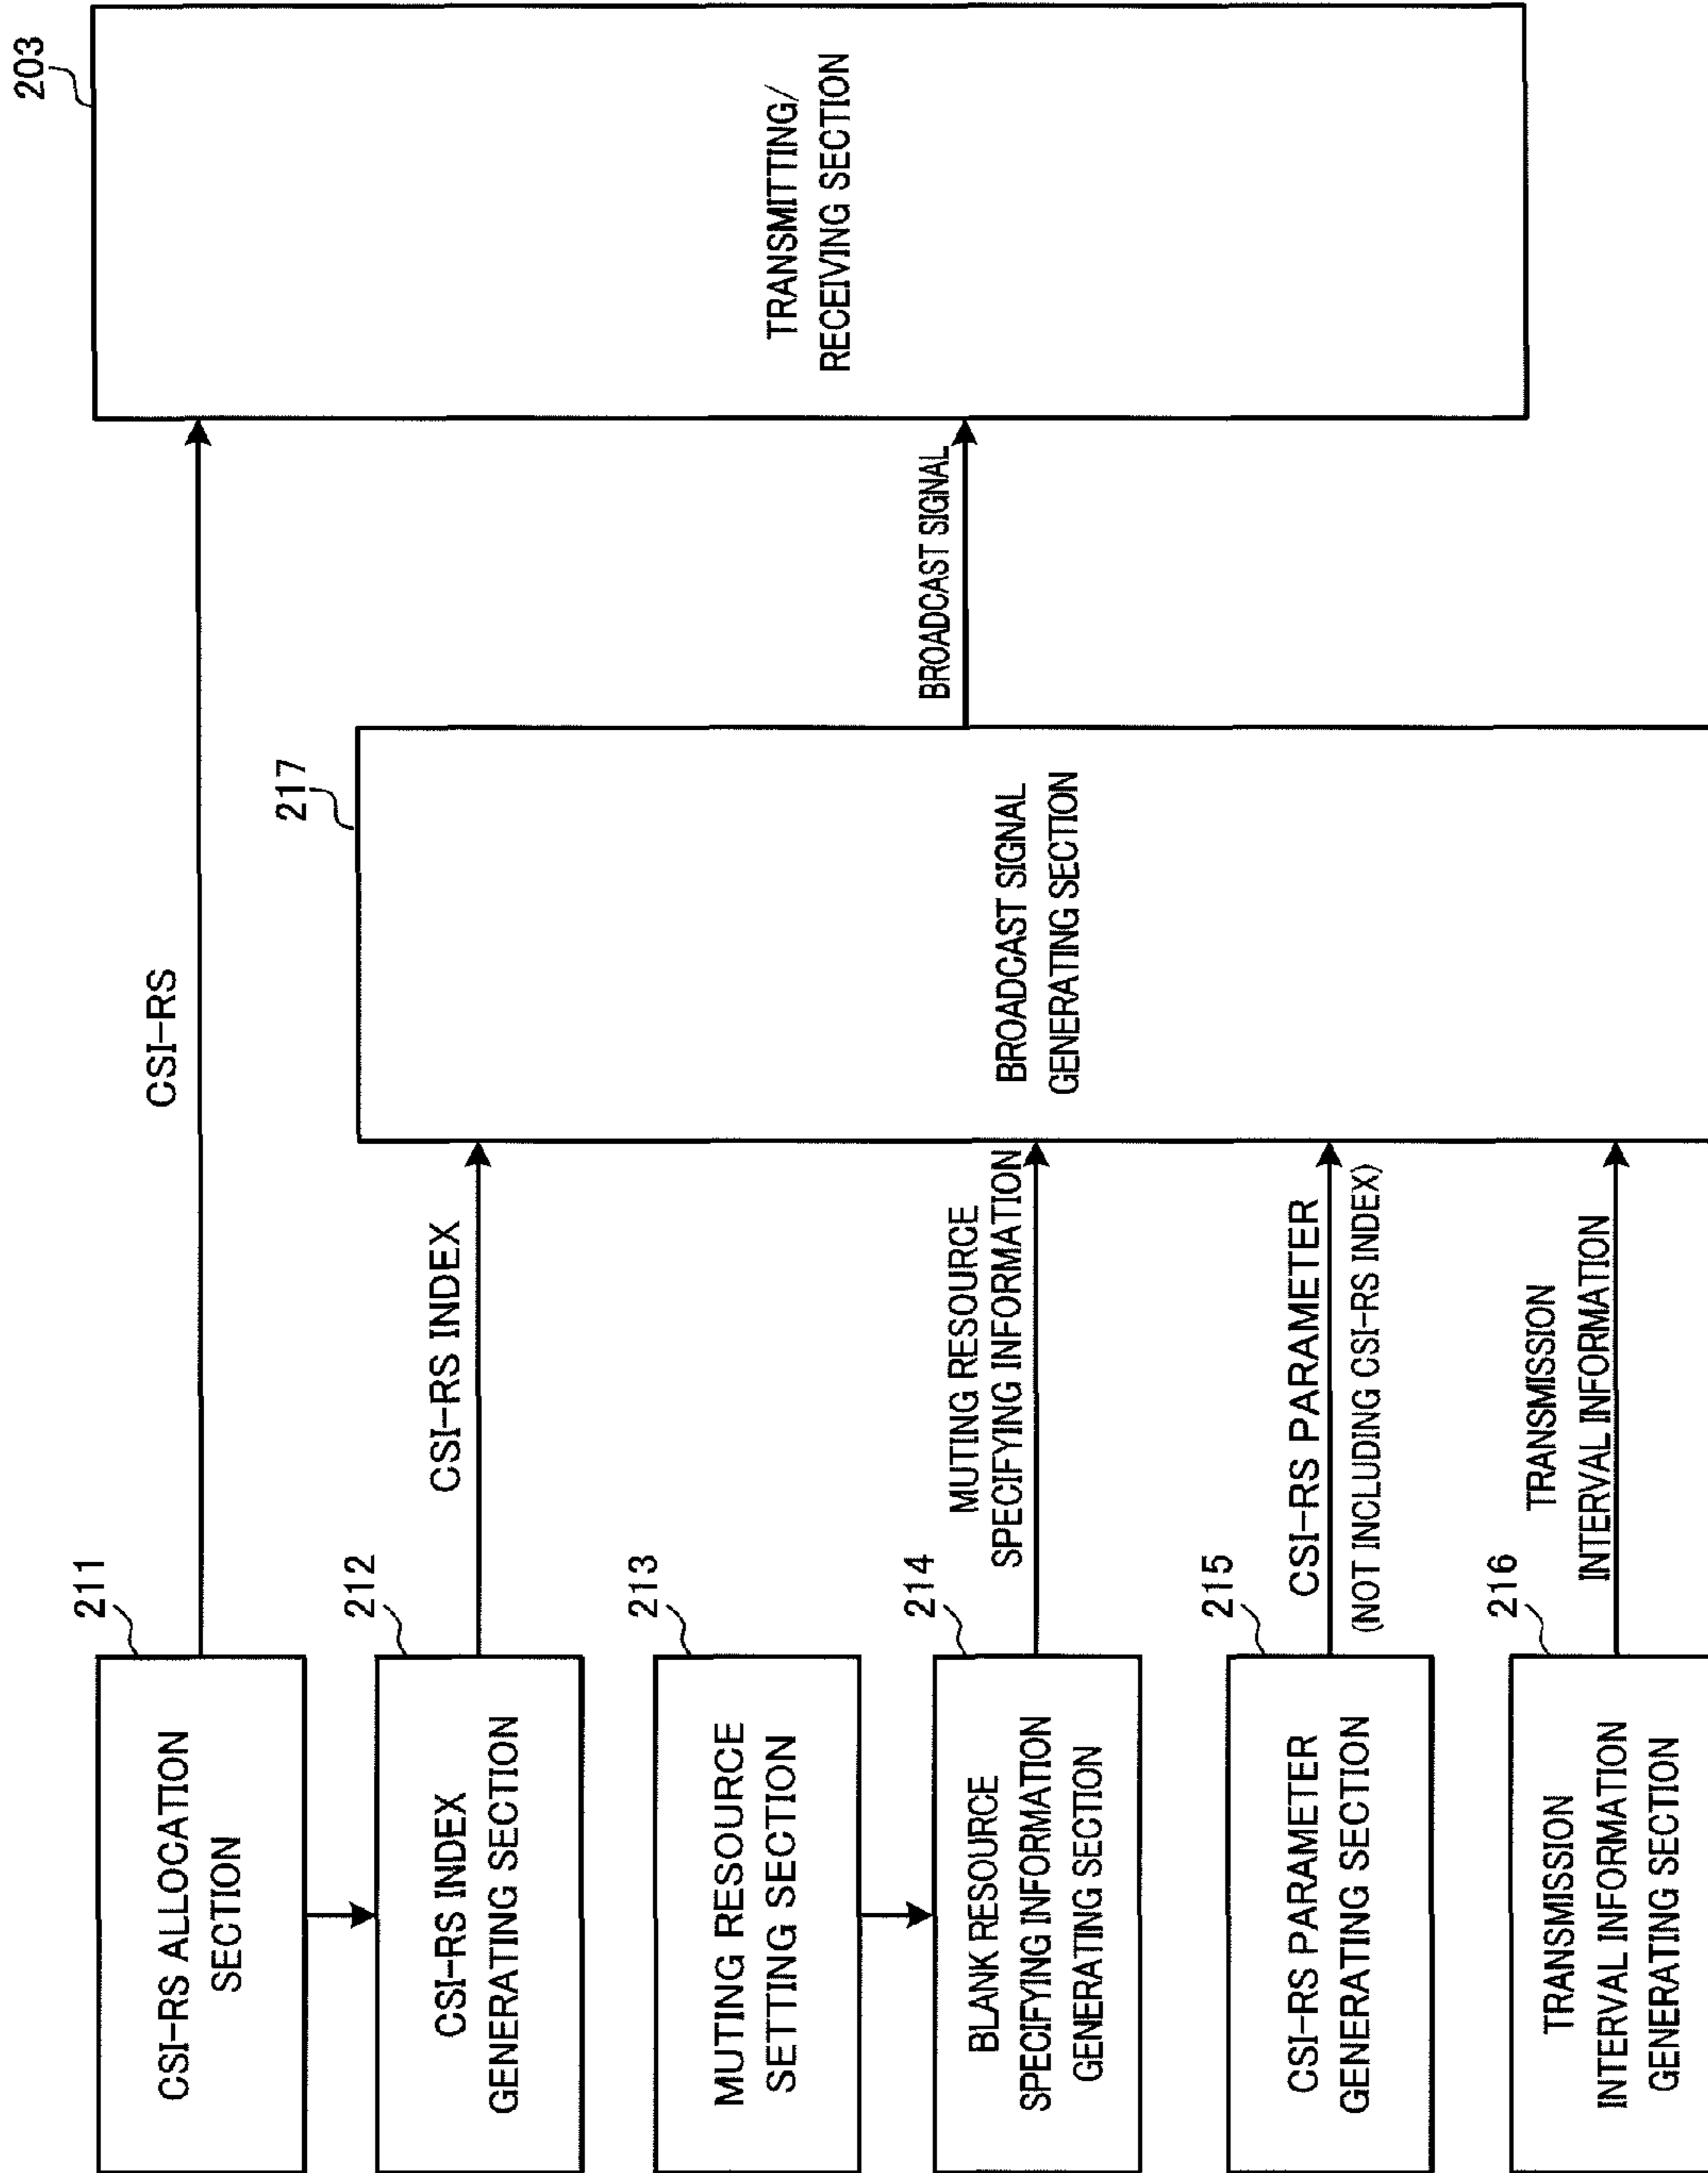 211
CSI-RS ALLOCATION
SECTION
CSI-RS
203
TRANSMITTING/
RECEIVING SECTION
212
CSI-RS INDEX
GENERATING SECTION
CSI-RS INDEX
217
BROADCAST SIGNAL
GENERATING SECTION
BROADCAST SIGNAL
213
MUTING RESOURCE
SETTING SECTION
214
BLANK RESOURCE
SPECIFYING INFORMATION
GENERATING SECTION
MUTING RESOURCE
SPECIFYING INFORMATION
215
CSI-RS PARAMETER
GENERATING SECTION
CSI-RS PARAMETER
(NOT INCLUDING CSI-RS INDEX)
216
TRANSMISSION
INTERVAL INFORMATION
GENERATING SECTION
TRANSMISSION
INTERVAL INFORMATION